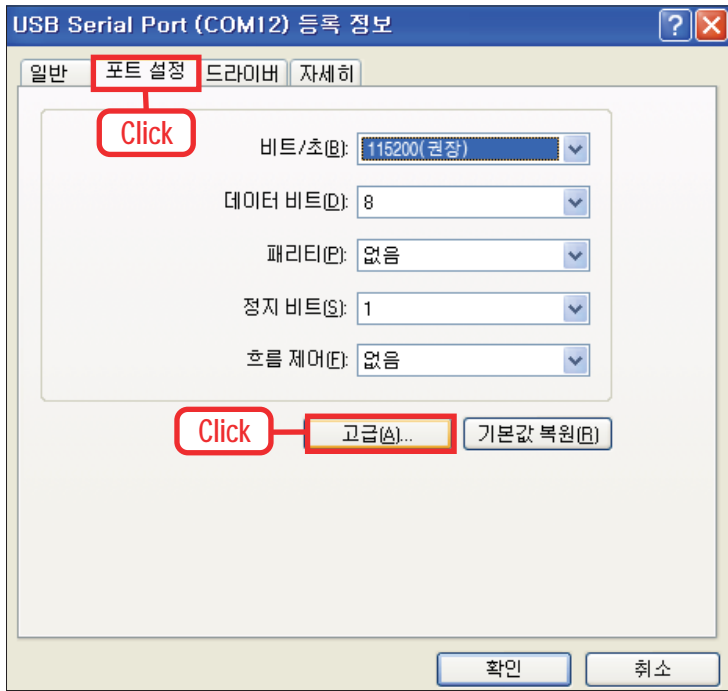 USB Serial Port (COM12) 등록 정보
일반 포트 설정 드라이버 자세히
Click
비트/초(B): 115200(권장)
데이터 비트(D): 8
패리티(P): 없음
정지 비트(S): 1
흐름 제어(F): 없음
Click 고급(A)... 기본값 복원(R)
확인 취소